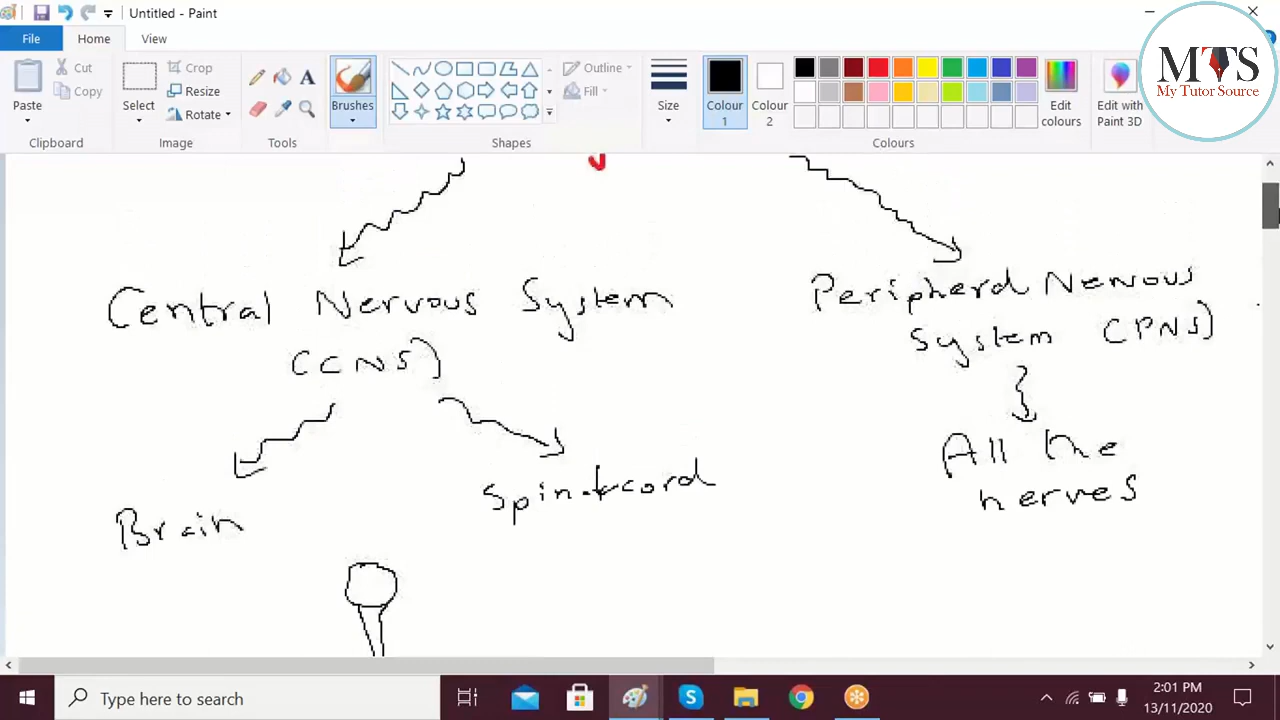 Untitled - Paint
File Home View
Cut
Copy
Paste
Clipboard
Select
Crop
Resize
Rotate
Image
Tools
Brushes
Outline
Fill
Shapes
Size
Colour 1
Colour 2
Edit colours
Edit with Paint 3D
Colours
MTS
My Tutor Source
Central Nervous System
(CNS)
Peripheral Nervous
System (PNS)
Brain
Spinal cord
All the
nerves
Type here to search
2:01 PM
13/11/2020